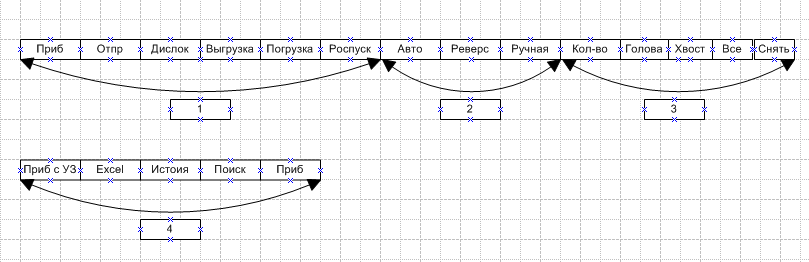 Приб Отпр Дислок Выгрузка Погрузка Роспуск Авто Реверс Ручная Кол-во Голова Хвост Все Снять
1 2 3
Приб с УЗ Excel Истоия Поиск Приб
4